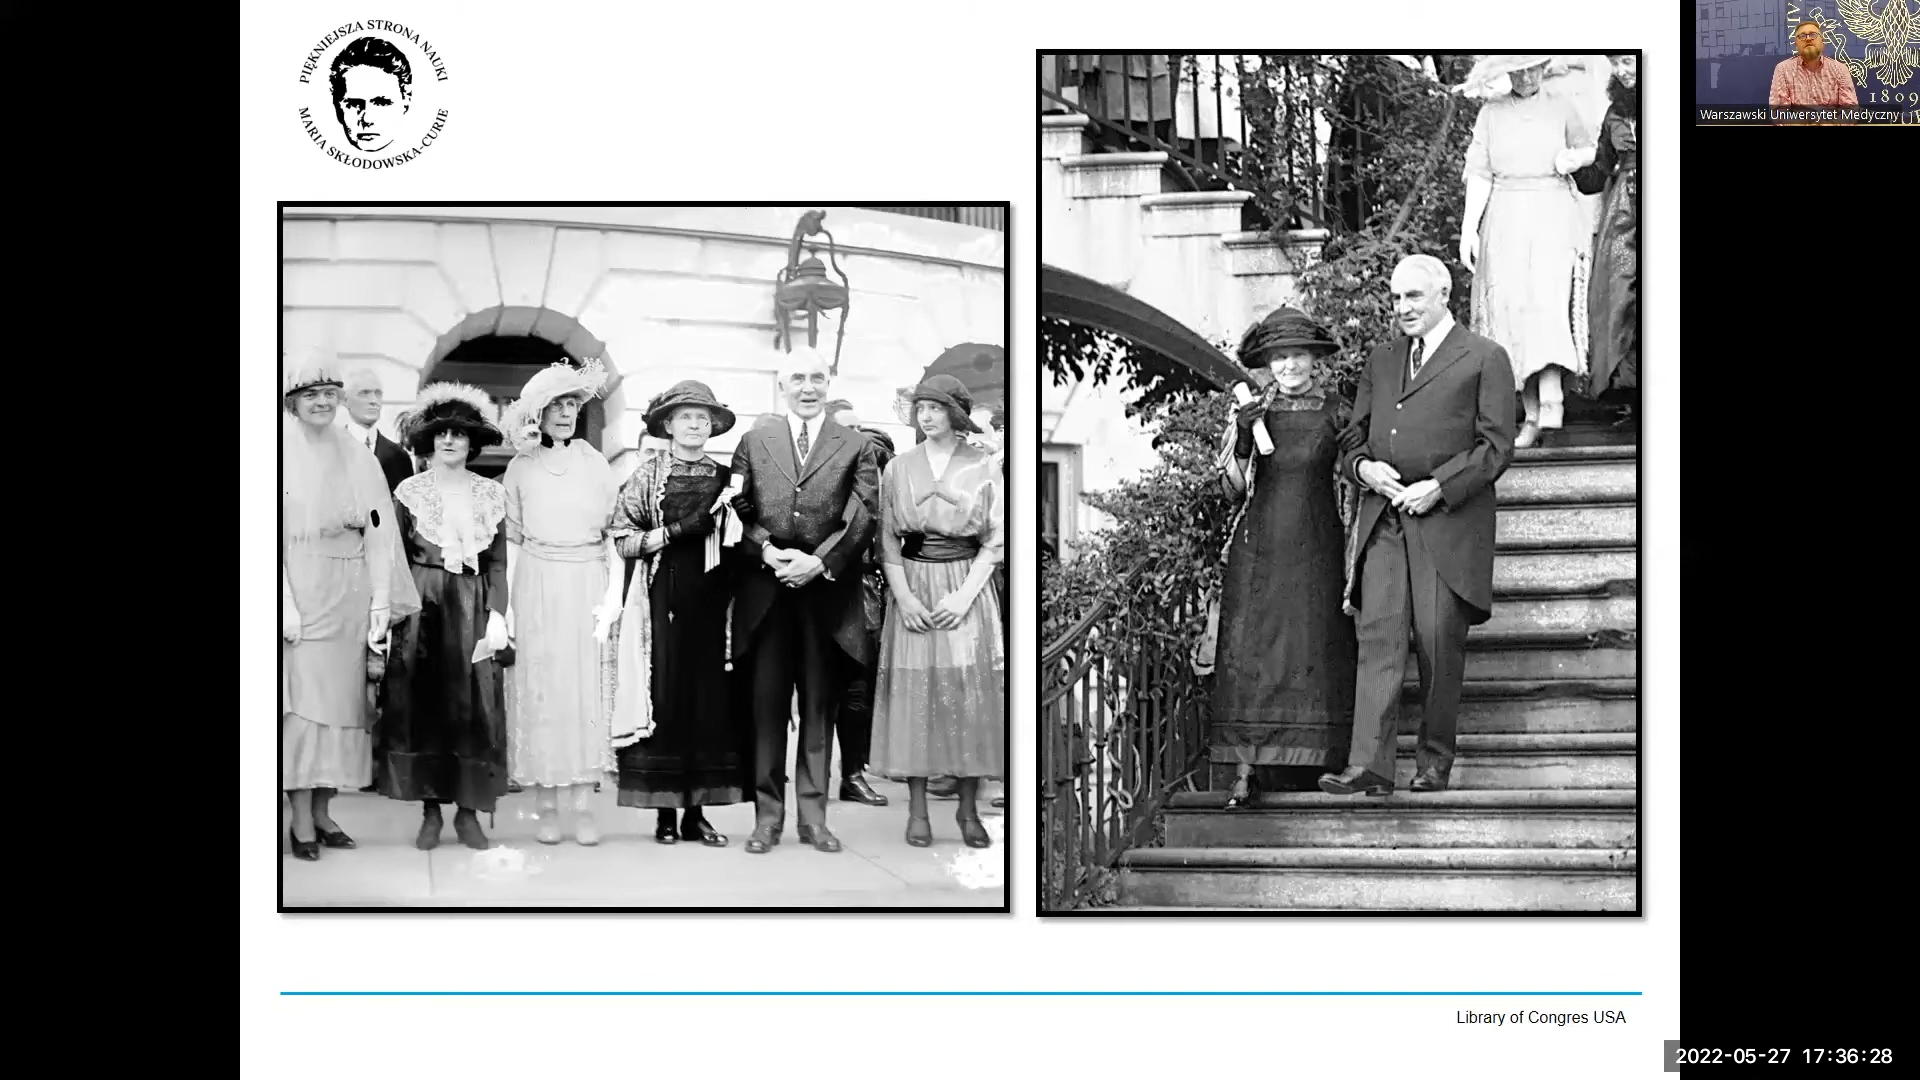 PIĘKNIEJSZA STRONA NAUKI
MARIA SKŁODOWSKA-CURIE
1809
Warszawski Uniwersytet Medyczny
Library of Congres USA
2022-05-27 17:36:28